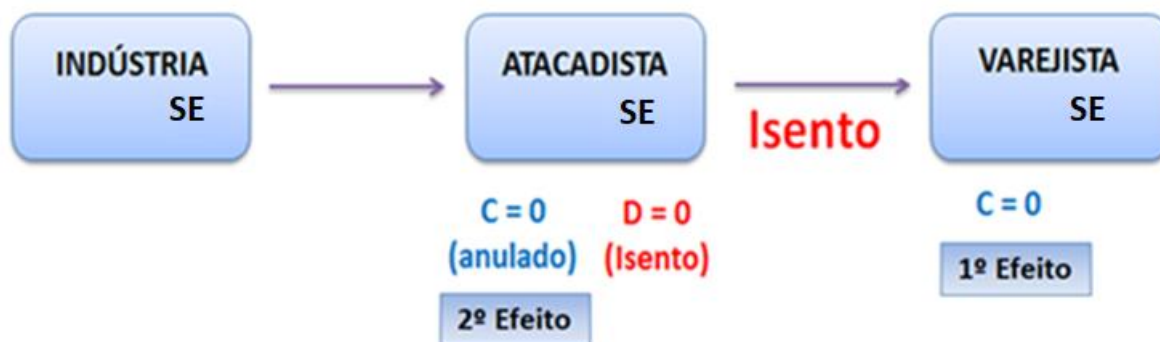 INDÚSTRIA
SE
ATACADISTA
SE
Isento
VAREJISTA
SE
C = 0
(anulado)
D = 0
(Isento)
2º Efeito
C = 0
1º Efeito